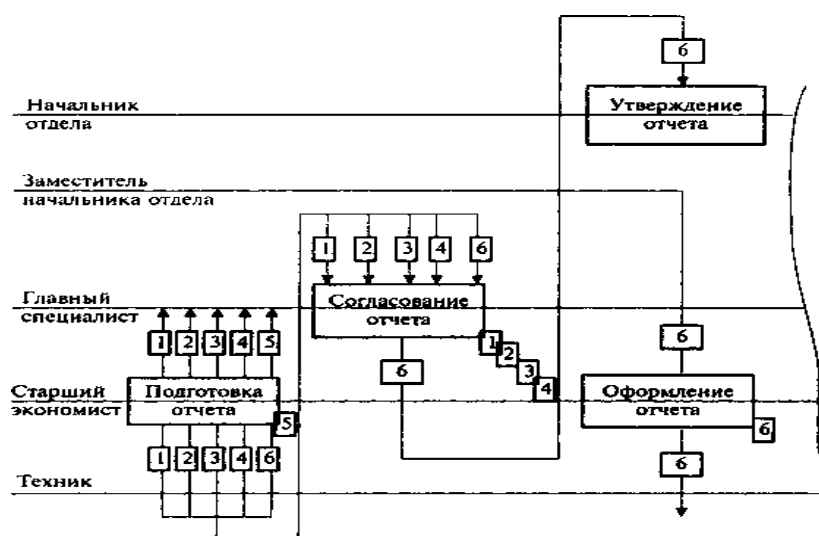 6
Начальник
отдела
Утверждение
отчета
Заместитель
начальника отдела
1 2 3 4 6
Главный
специалист
Согласование
отчета
1 2 3 4 5
6
1
2
3
4
6
Старший
экономист
Подготовка
отчета
5
Оформление
отчета
6
1 2 3 4 6
6
Техник